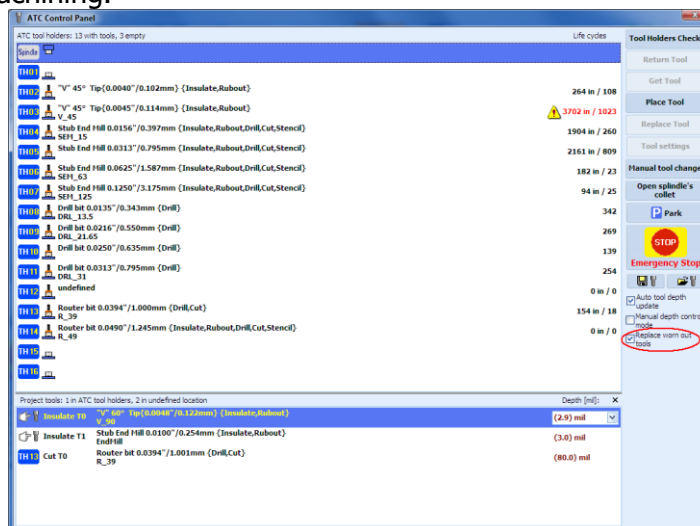 achining.
ATC Control Panel
ATC tool holders: 13 with tools, 3 empty
Life cycles
Spindle
TH01
TH02 "V" 45° Tip{0.0040"/0.102mm} {Insulate,Rubout}
264 in / 108
TH03 "V" 45° Tip{0.0045"/0.114mm} {Insulate,Rubout}
V_45
3702 in / 1023
TH04 Stub End Mill 0.0156"/0.397mm {Insulate,Rubout,Drill,Cut,Stencil}
SEM_15
1904 in / 260
TH05 Stub End Mill 0.0313"/0.795mm {Insulate,Rubout,Drill,Cut,Stencil}
2161 in / 809
TH06 Stub End Mill 0.0625"/1.587mm {Insulate,Rubout,Drill,Cut,Stencil}
SEM_63
182 in / 23
TH07 Stub End Mill 0.1250"/3.175mm {Insulate,Rubout,Drill,Cut,Stencil}
SEM_125
94 in / 25
TH08 Drill bit 0.0135"/0.343mm {Drill}
DRL_13.5
342
TH09 Drill bit 0.0216"/0.550mm {Drill}
DRL_21.65
269
TH10 Drill bit 0.0250"/0.635mm {Drill}
139
TH11 Drill bit 0.0313"/0.795mm {Drill}
DRL_31
254
TH12 undefined
0 in / 0
TH13 Router bit 0.0394"/1.000mm {Drill,Cut}
R_39
154 in / 18
TH14 Router bit 0.0490"/1.245mm {Insulate,Rubout,Drill,Cut,Stencil}
R_49
0 in / 0
TH15
TH16
Project tools: 1 in ATC tool holders, 2 in undefined location
Depth [mil]: X
Insulate T0 "V" 60° Tip{0.0048"/0.122mm} {Insulate,Rubout}
V_90
(2.9) mil
Insulate T1 Stub End Mill 0.0100"/0.254mm {Insulate,Rubout}
EndMill
(3.0) mil
TH13 Cut T0 Router bit 0.0394"/1.001mm {Drill,Cut}
R_39
(80.0) mil
Tool Holders Check
Return Tool
Get Tool
Place Tool
Replace Tool
Tool settings
Manual tool change
Open splindle's
collet
P Park
STOP
Emergency Stop
Auto tool depth
update
Manual depth contro
mode
Replace worn out
tools